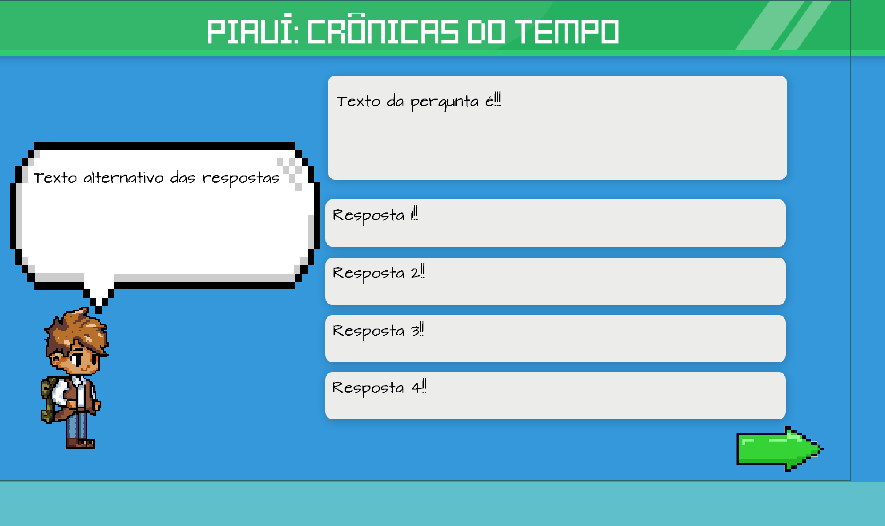 PIAUÍ: CRÔNICAS DO TEMPO
Texto da pergunta é!!!
Texto alternativo das respostas
Resposta 1!!
Resposta 2!!
Resposta 3!!
Resposta 4!!